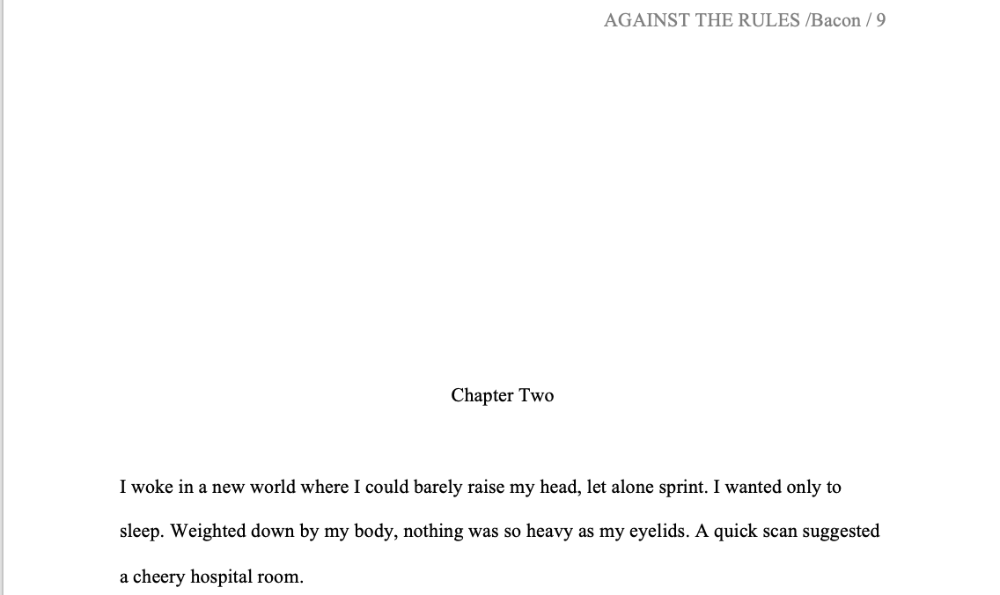 AGAINST THE RULES /Bacon / 9
Chapter Two
I woke in a new world where I could barely raise my head, let alone sprint. I wanted only to
sleep. Weighted down by my body, nothing was so heavy as my eyelids. A quick scan suggested
a cheery hospital room.